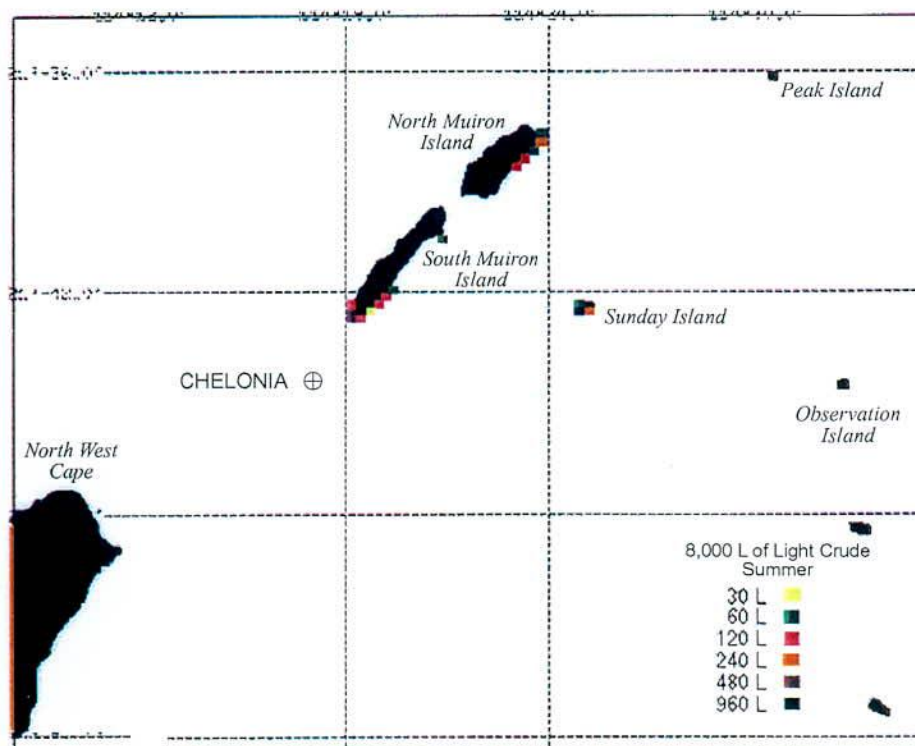 Peak Island
North Muiron
Island
South Muiron
Island
Sunday Island
CHELONIA
Observation
Island
North West
Cape
8,000 L of Light Crude
Summer
30 L
60 L
120 L
240 L
480 L
960 L